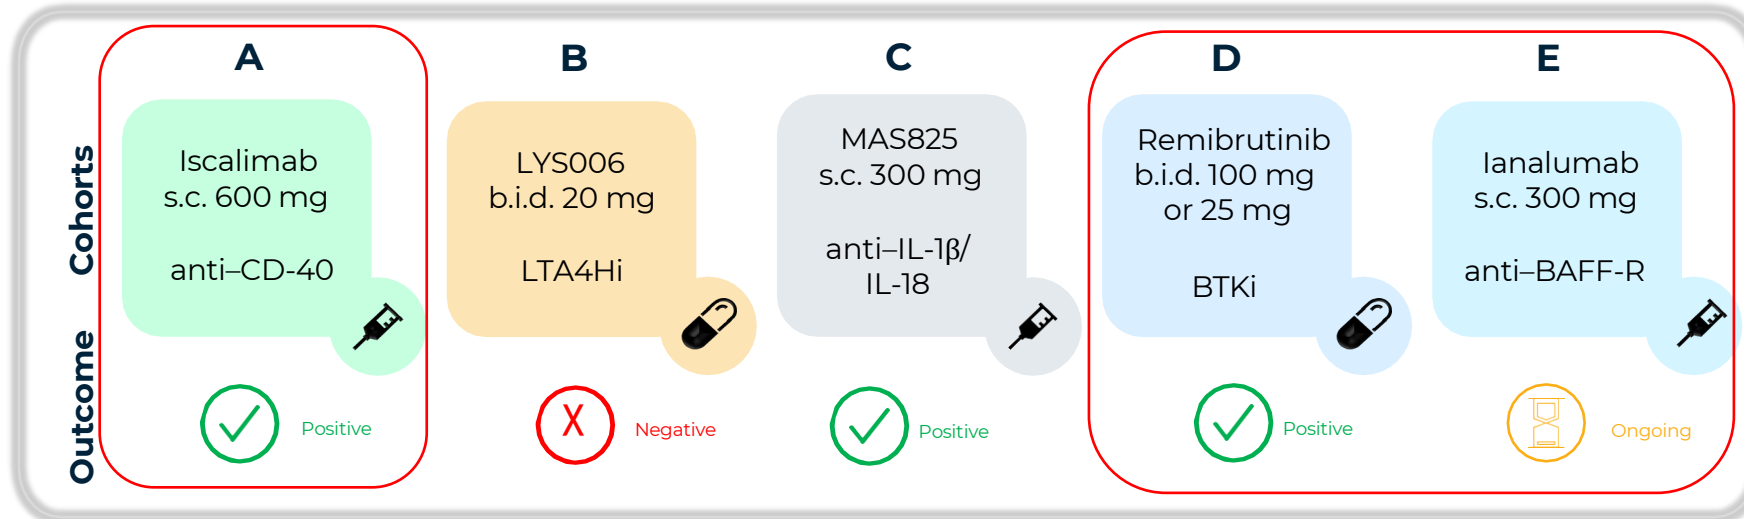 A
B
C
D
E
Cohorts
Iscalimab
s.c. 600 mg
anti–CD-40
LYS006
b.i.d. 20 mg
LTA4Hi
MAS825
s.c. 300 mg
anti–IL-1β/
IL-18
Remibrutinib
b.i.d. 100 mg
or 25 mg
BTKi
Ianalumab
s.c. 300 mg
anti–BAFF-R
Outcome
Positive
X
Negative
Positive
Positive
Ongoing